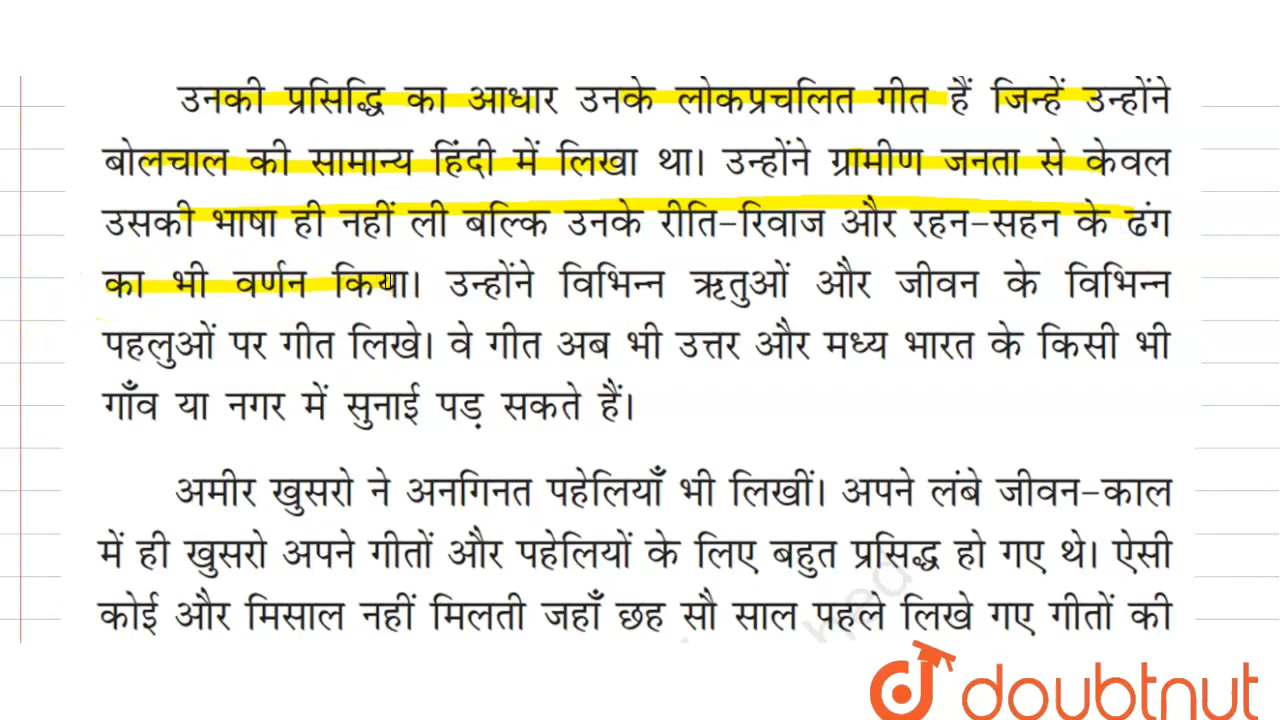 उनकी प्रसिद्धि का आधार उनके लोकप्रचलित गीत हैं जिन्हें उन्होंने
बोलचाल की सामान्य हिंदी में लिखा था। उन्होंने ग्रामीण जनता से केवल
उसकी भाषा ही नहीं ली बल्कि उनके रीति-रिवाज और रहन-सहन के ढंग
का भी वर्णन किया। उन्होंने विभिन्न ऋतुओं और जीवन के विभिन्न
पहलुओं पर गीत लिखे। वे गीत अब भी उत्तर और मध्य भारत के किसी भी
गाँव या नगर में सुनाई पड़ सकते हैं।
अमीर खुसरो ने अनगिनत पहेलियाँ भी लिखीं। अपने लंबे जीवन-काल
में ही खुसरो अपने गीतों और पहेलियों के लिए बहुत प्रसिद्ध हो गए थे। ऐसी
कोई और मिसाल नहीं मिलती जहाँ छह सौ साल पहले लिखे गए गीतों की
doubtnut